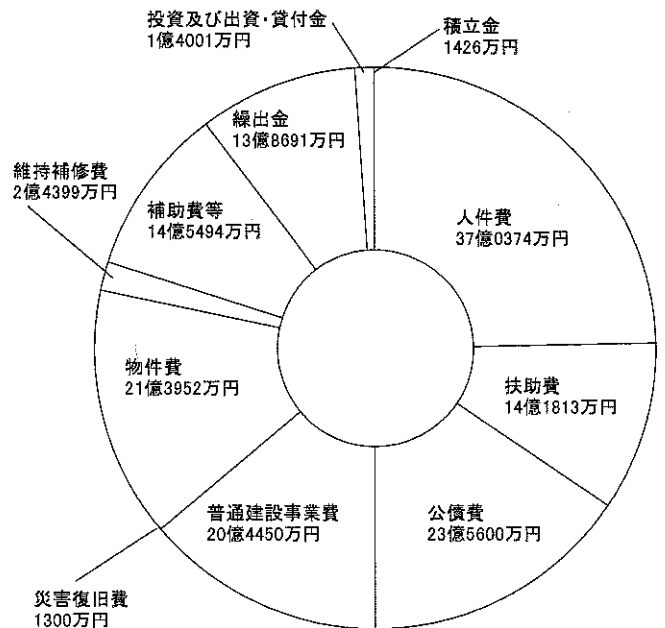 投資及び出資・貸付金
1億4001万円
積立金
1426万円
繰出金
13億8691万円
維持補修費
2億4399万円
補助費等
14億5494万円
人件費
37億0374万円
物件費
21億3952万円
扶助費
14億1813万円
普通建設事業費
20億4450万円
公債費
23億5600万円
災害復旧費
1300万円